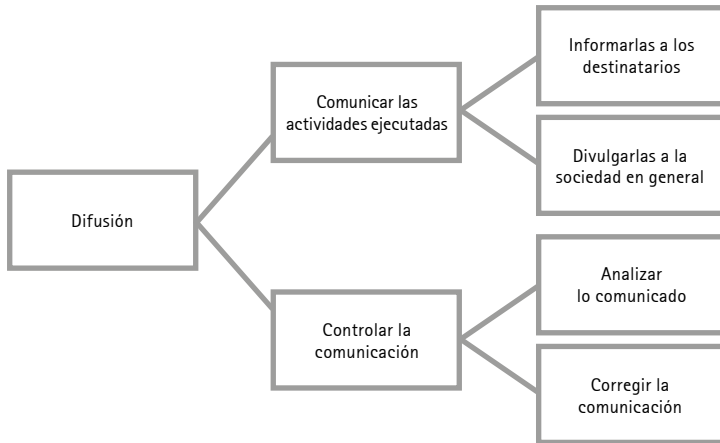 Difusión
Comunicar las
actividades ejecutadas
Informarlas a los
destinatarios
Divulgarlas a la
sociedad en general
Controlar la
comunicación
Analizar
lo comunicado
Corregir la
comunicación